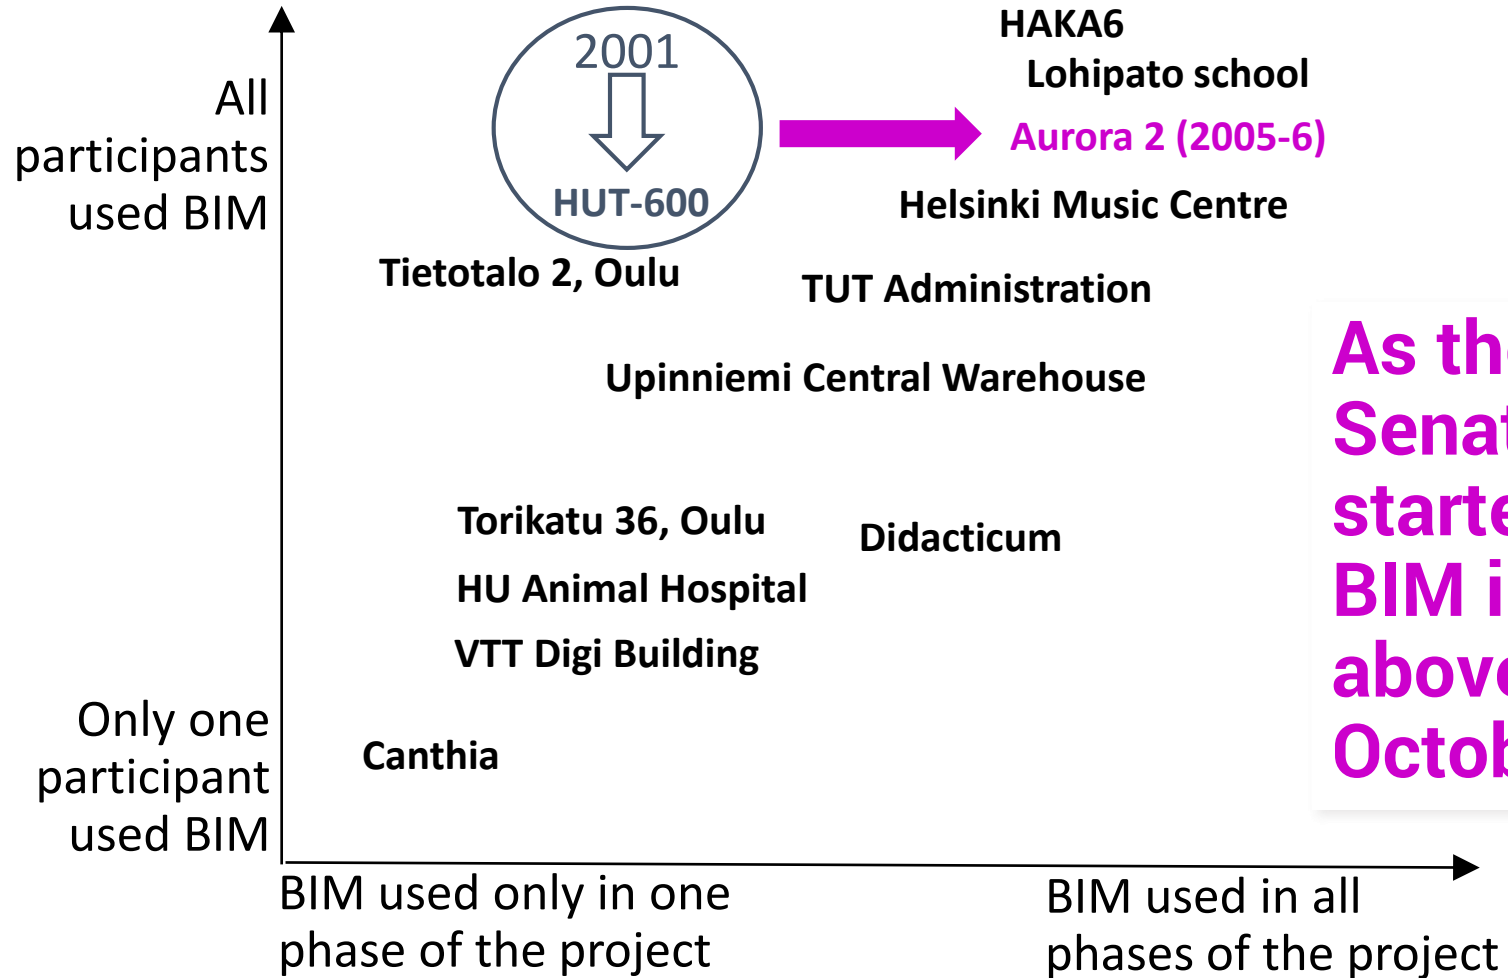 All
participants
used BIM
2001
HUT-600
HAKA6
Lohipato school
Aurora 2 (2005-6)
Helsinki Music Centre
Tietotalo 2, Oulu
TUT Administration
Upinniemi Central Warehouse
Torikatu 36, Oulu
Didacticum
HU Animal Hospital
VTT Digi Building
Only one
participant
used BIM
Canthia
BIM used only in one
phase of the project
BIM used in all
phases of the project
As
BIM